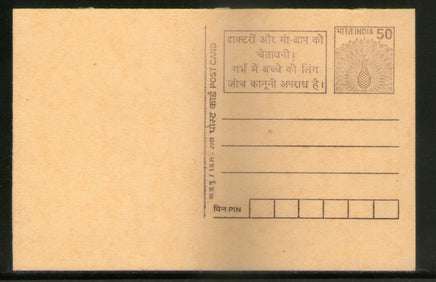 डाक्टरों और माँ-बाप को
चेतावनी।
गर्भ में बच्चे की लिंग
जांच कानूनी अपराध है।
भारत INDIA 50
पोस्ट कार्ड POST CARD
पिन PIN